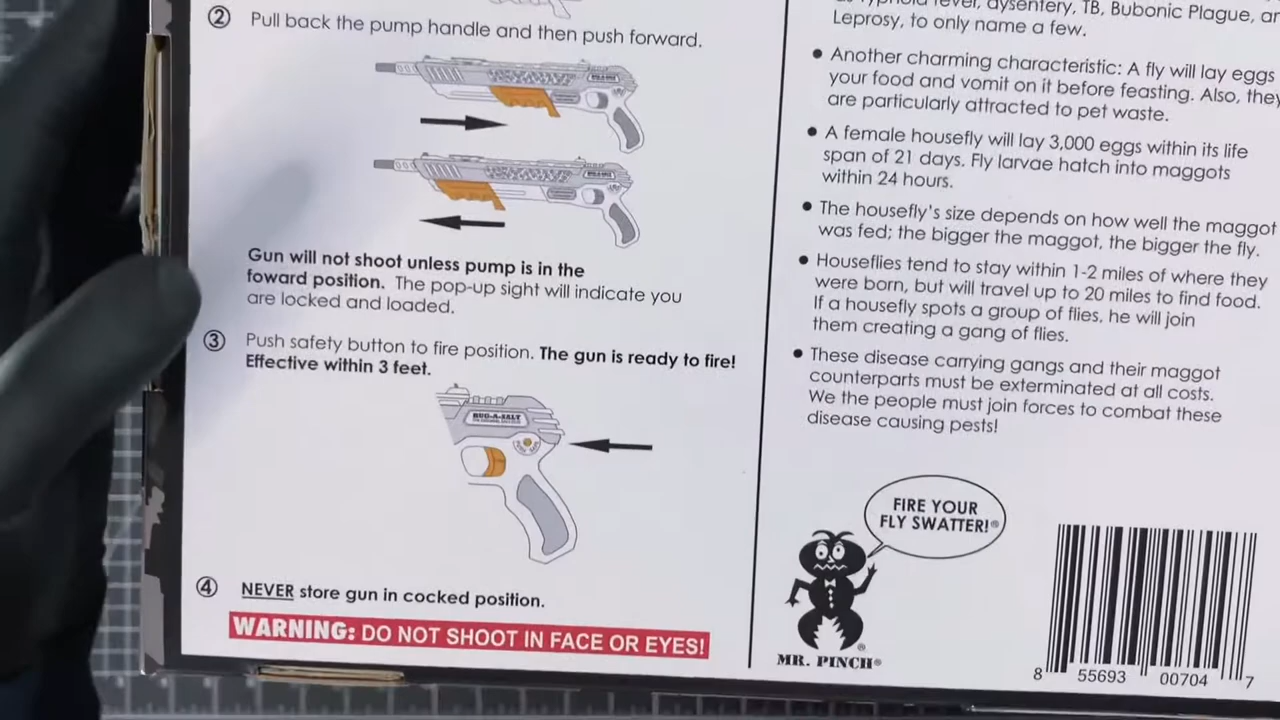 ② Pull back the pump handle and then push forward.
Gun will not shoot unless pump is in the
foward position. The pop-up sight will indicate you
are locked and loaded.
③ Push safety button to fire position. The gun is ready to fire!
Effective within 3 feet.
BUG-A-SALT
④ NEVER store gun in cocked position.
WARNING: DO NOT SHOOT IN FACE OR EYES!
dysentery, TB, Bubonic Plague,
Leprosy, to only name a few.
• Another charming characteristic: A fly will lay eggs
your food and vomit on it before feasting. Also, they
are particularly attracted to pet waste.
• A female housefly will lay 3,000 eggs within its life
span of 21 days. Fly larvae hatch into maggots
within 24 hours.
• The housefly's size depends on how well the maggot
was fed; the bigger the maggot, the bigger the fly.
• Houseflies tend to stay within 1-2 miles of where they
were born, but will travel up to 20 miles to find food.
If a housefly spots a group of flies, he will join
them creating a gang of flies.
• These disease carrying gangs and their maggot
counterparts must be exterminated at all costs.
We the people must join forces to combat these
disease causing pests!
FIRE YOUR
FLY SWATTER!®
MR. PINCH®
8 55693 00704 7